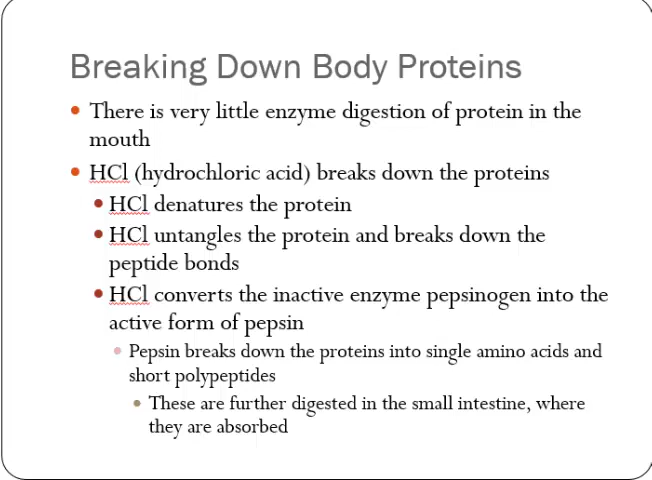 Breaking Down Body Proteins
There is very little enzyme digestion of protein in the
mouth
HCl (hydrochloric acid) breaks down the proteins
HCl denatures the protein
HCl untangles the protein and breaks down the
peptide bonds
HCl converts the inactive enzyme pepsinogen into the
active form of pepsin
Pepsin breaks down the proteins into single amino acids and
short polypeptides
These are further digested in the small intestine, where
they are absorbed